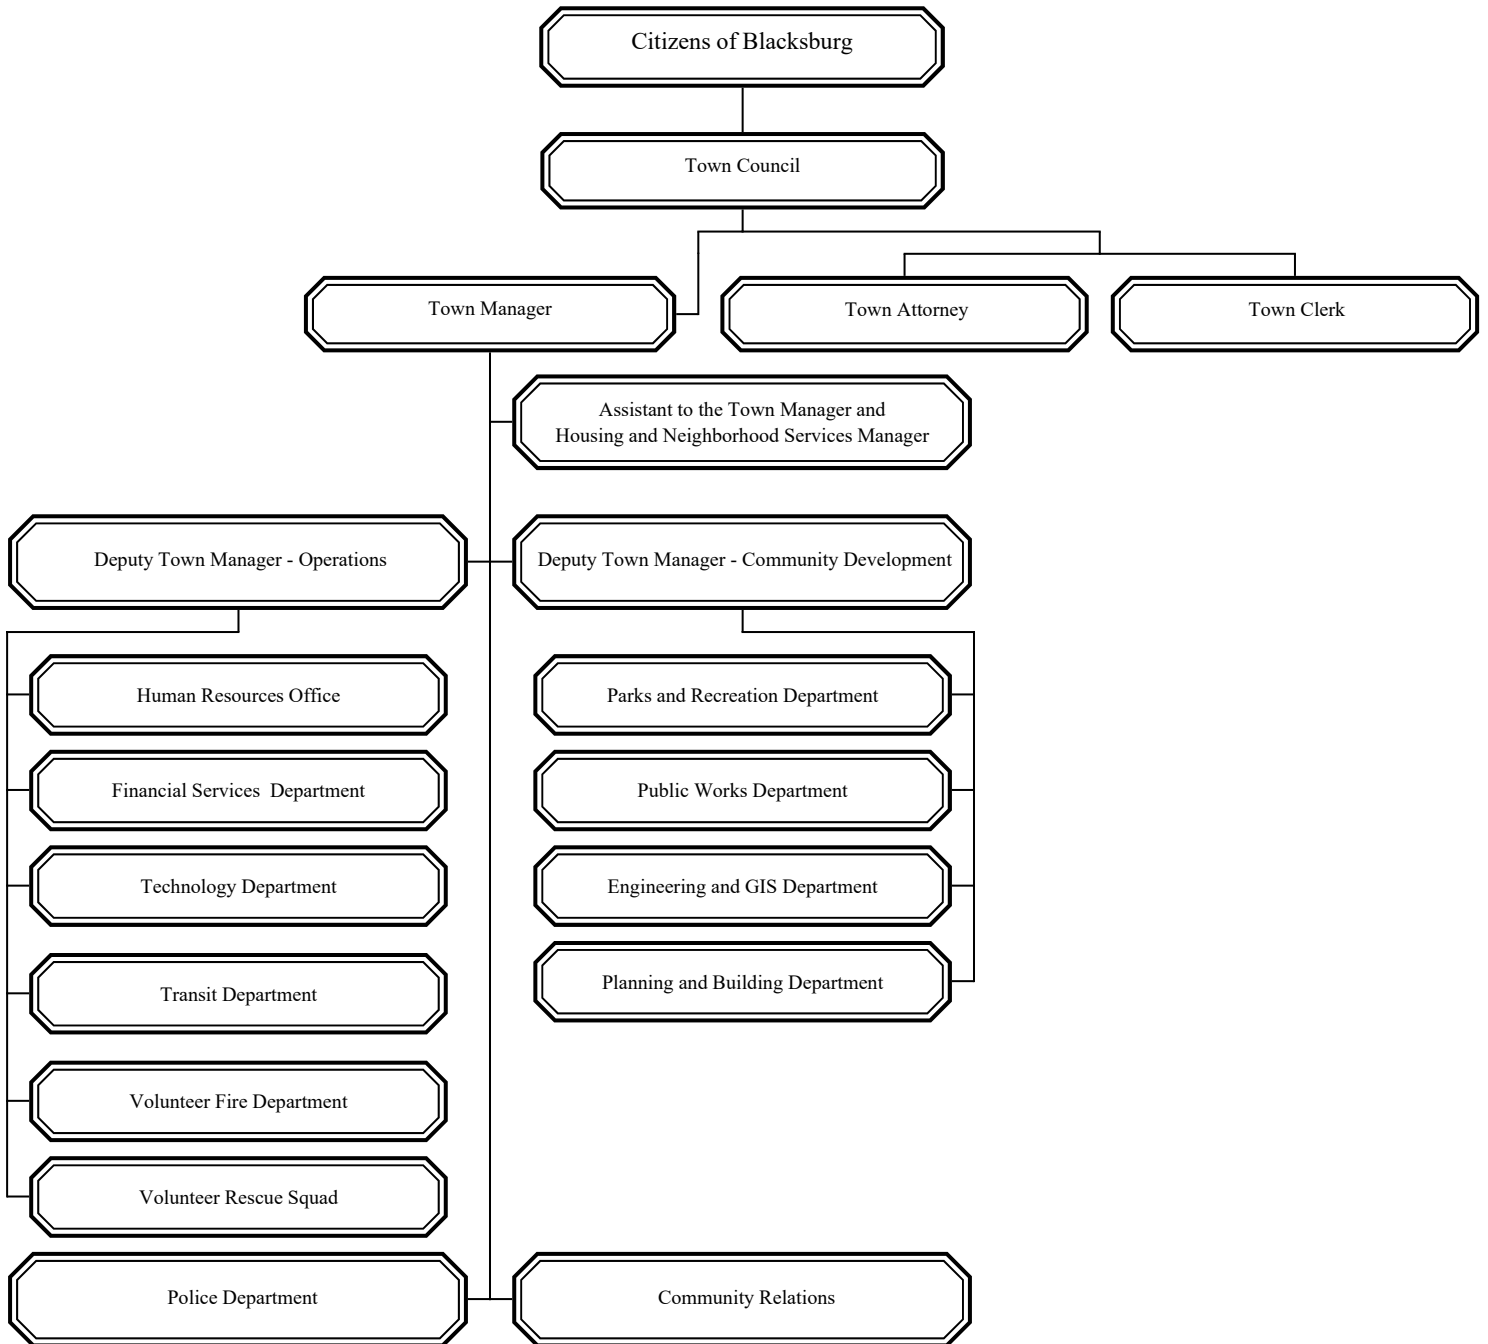 Citizens of Blacksburg
Town Council
Town Manager
Town Attorney
Town Clerk
Assistant to the Town Manager and
Housing and Neighborhood Services Manager
Deputy Town Manager - Operations
Deputy Town Manager - Community Development
Human Resources Office
Parks and Recreation Department
Financial Services  Department
Public Works Department
Technology Department
Engineering and GIS Department
Transit Department
Planning and Building Department
Volunteer Fire Department
Volunteer Rescue Squad
Police Department
Community Relations